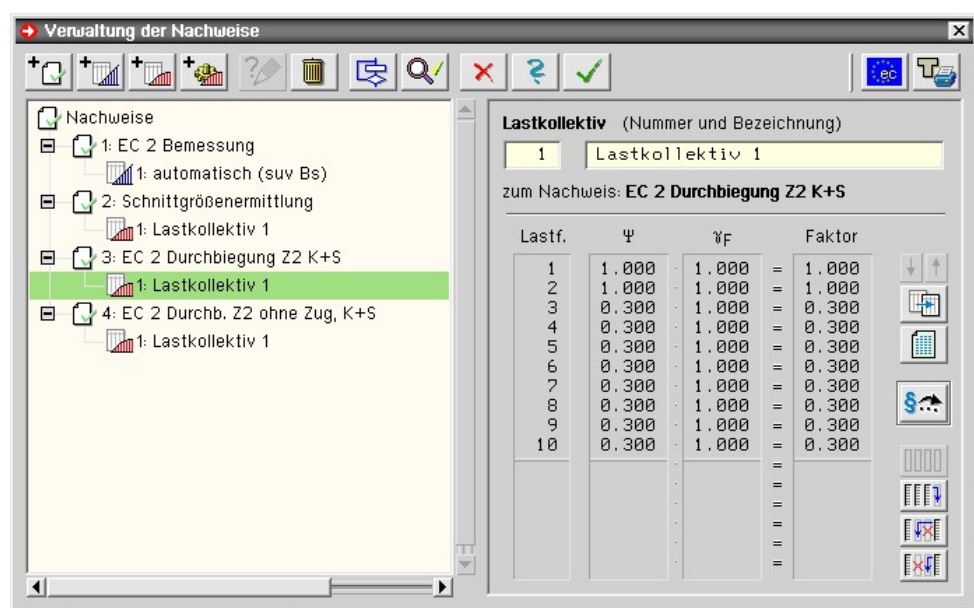 Verwaltung der Nachweise
ec T
Nachweise
1: EC 2 Bemessung
1: automatisch (suv Bs)
2: Schnittgrößenermittlung
1: Lastkollektiv 1
3: EC 2 Durchbiegung Z2 K+S
1: Lastkollektiv 1
4: EC 2 Durchb. Z2 ohne Zug, K+S
1: Lastkollektiv 1
Lastkollektiv (Nummer und Bezeichnung)
1 Lastkollektiv 1
zum Nachweis: EC 2 Durchbiegung Z2 K+S
Lastf. Ψ γF Faktor
1 1.000 · 1.000 = 1.000
2 1.000 · 1.000 = 1.000
3 0.300 · 1.000 = 0.300
4 0.300 · 1.000 = 0.300
5 0.300 · 1.000 = 0.300
6 0.300 · 1.000 = 0.300
7 0.300 · 1.000 = 0.300
8 0.300 · 1.000 = 0.300
9 0.300 · 1.000 = 0.300
10 0.300 · 1.000 = 0.300
· =
· =
· =
· =
· =
· =
§...